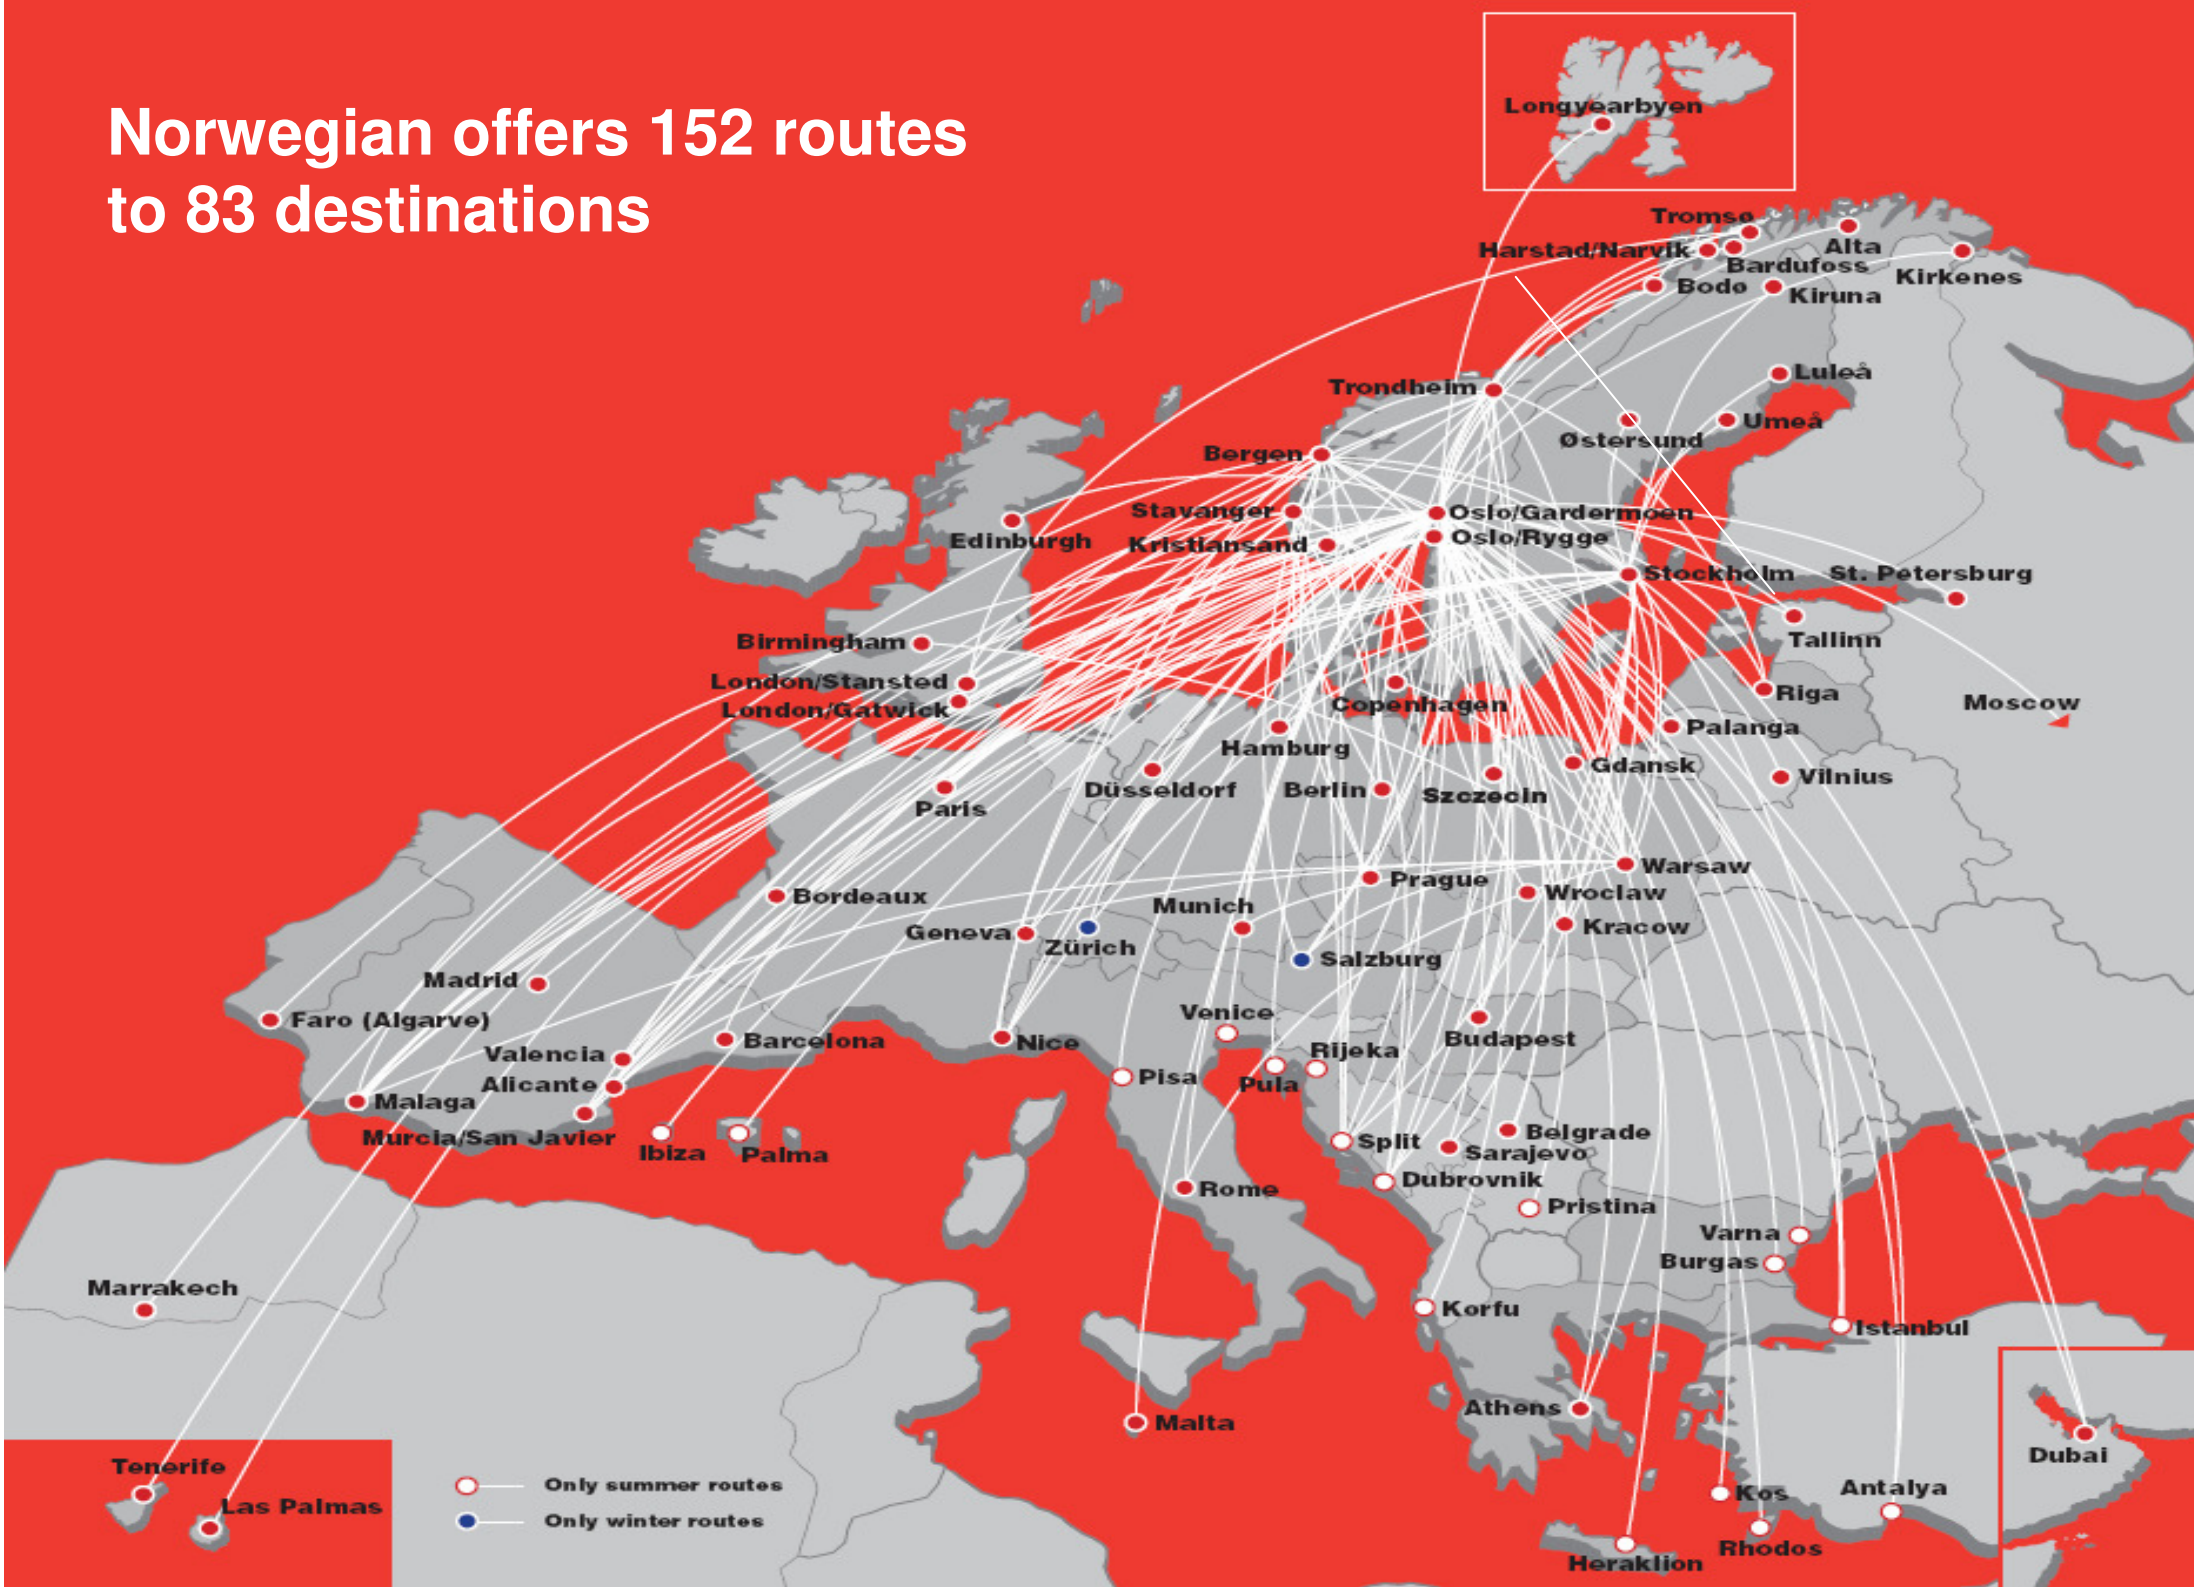 Norwegian offers 152 routes
to 83 destinations
Longyearbyen
Tromsø
Harstad/Narvik
Alta
Bardufoss
Kirkenes
Bodø
Kiruna
Luleå
Trondheim
Umeå
Østersund
Bergen
Stavanger
Oslo/Gardermoen
Edinburgh
Kristiansand
Oslo/Rygge
Stockholm
St. Petersburg
Birmingham
Tallinn
London/Stansted
Riga
Moscow
London/Gatwick
Copenhagen
Palanga
Hamburg
Gdansk
Vilnius
Paris
Düsseldorf
Berlin
Szczecin
Warsaw
Prague
Wroclaw
Bordeaux
Munich
Geneva
Zürich
Kracow
Salzburg
Madrid
Faro (Algarve)
Venice
Budapest
Barcelona
Nice
Rijeka
Valencia
Alicante
Pisa
Pula
Malaga
Murcia/San Javier
Ibiza
Palma
Split
Belgrade
Sarajevo
Dubrovnik
Rome
Pristina
Varna
Burgas
Marrakech
Korfu
Istanbul
Athens
Malta
Dubai
Tenerife
Las Palmas
Only summer routes
Only winter routes
Kos
Antalya
Rhodos
Heraklion